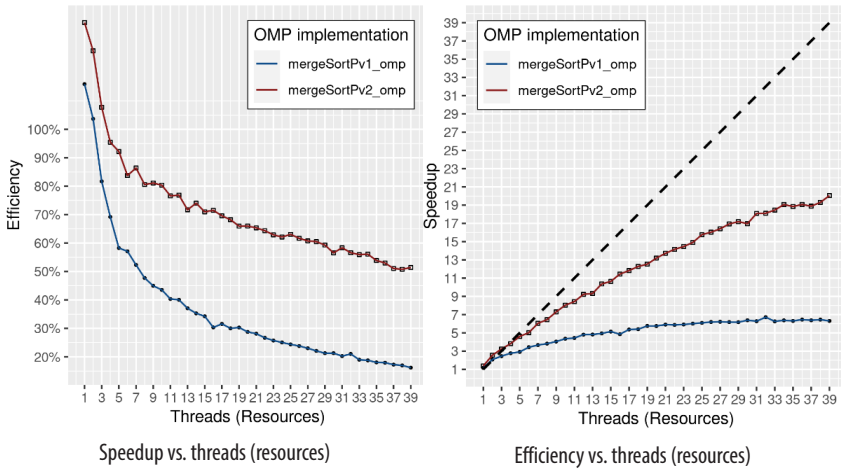 OMP implementation
mergeSortPv1_omp
mergeSortPv2_omp
Efficiency
100%
90%
80%
70%
60%
50%
40%
30%
20%
1 3 5 7 9 11 13 15 17 19 21 23 25 27 29 31 33 35 37 39
Threads (Resources)
Speedup vs. threads (resources)
OMP implementation
mergeSortPv1_omp
mergeSortPv2_omp
Speedup
39
37
35
33
31
29
27
25
23
21
19
17
15
13
11
9
7
5
3
1
1 3 5 7 9 11 13 15 17 19 21 23 25 27 29 31 33 35 37 39
Threads (Resources)
Efficiency vs. threads (resources)